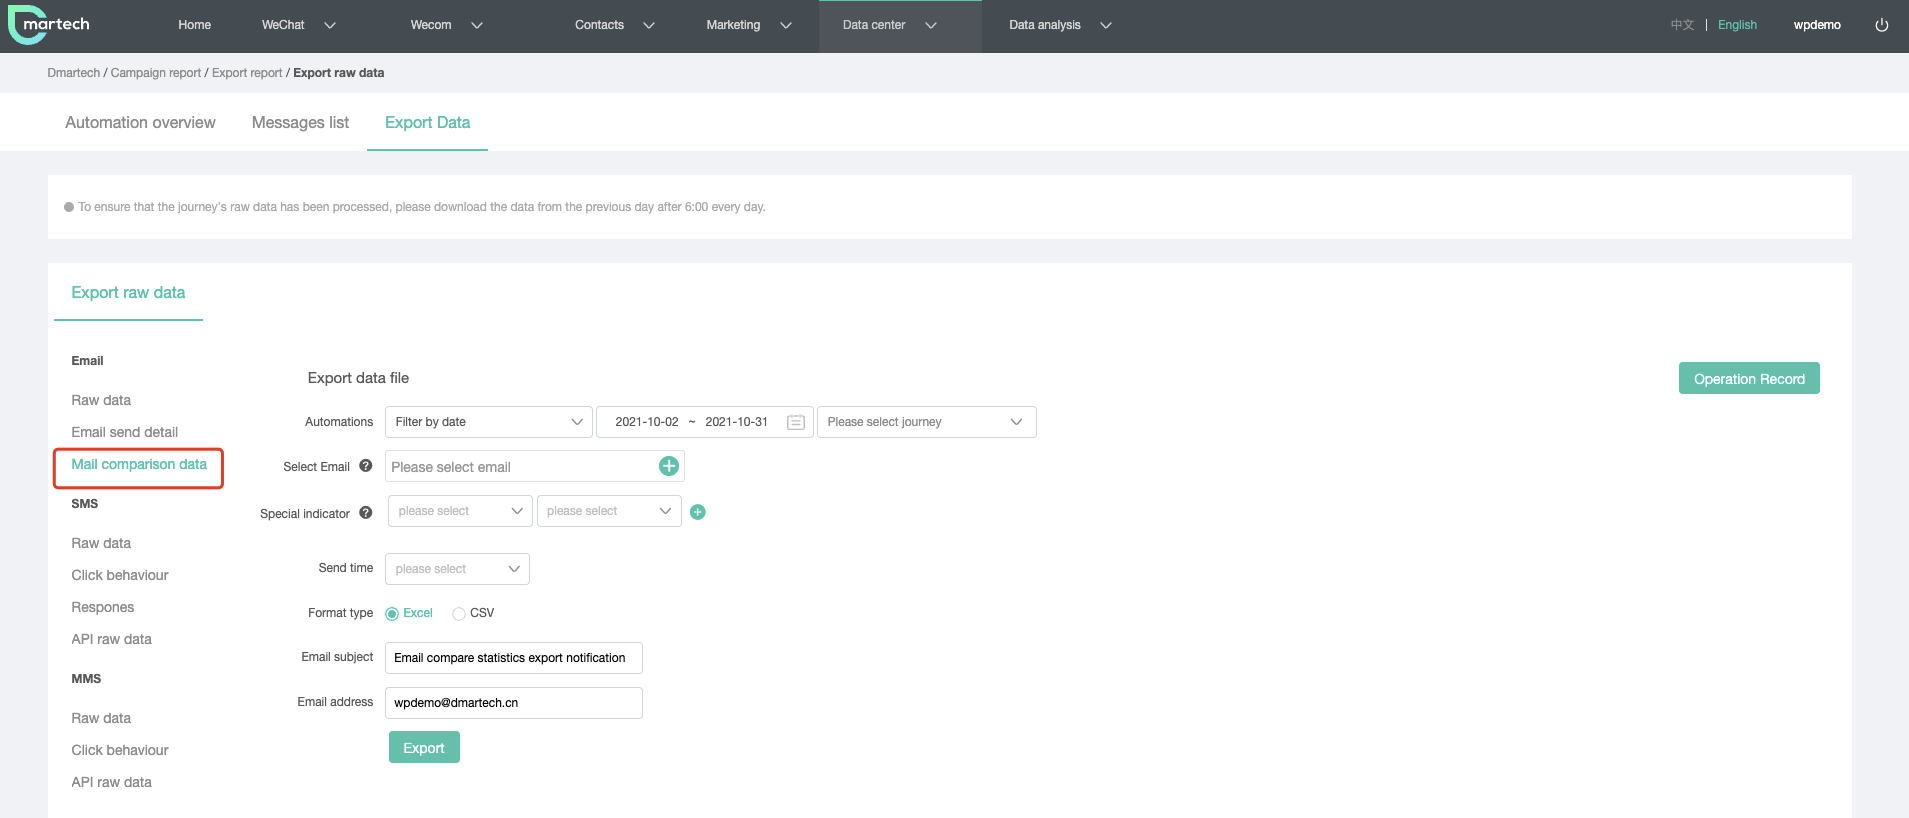 Dmartech
Home WeChat Wecom Contacts Marketing Data center Data analysis 中文 | English wpdemo
Dmartech / Campaign report / Export report / Export raw data
Automation overview Messages list Export Data
To ensure that the journey's raw data has been processed, please download the data from the previous day after 6:00 every day.
Export raw data
Email
Raw data
Email send detail
Mail comparison data
SMS
Raw data
Click behaviour
Respones
API raw data
MMS
Raw data
Click behaviour
API raw data
Export data file
Operation Record
Automations Filter by date 2021-10-02 ~ 2021-10-31 Please select journey
Select Email ? Please select email +
Special indicator ? please select please select +
Send time please select
Format type Excel CSV
Email subject Email compare statistics export notification
Email address wpdemo@dmartech.cn
Export